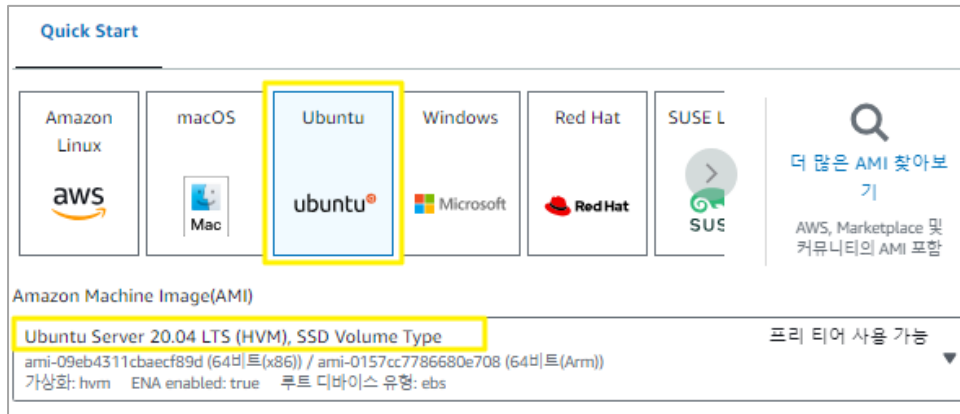 Quick Start
Amazon
Linux
aws
macOS
Mac
Ubuntu
ubuntu
Windows
Microsoft
Red Hat
Red Hat
SUSE L
SUS
더 많은 AMI 찾아보
기
AWS, Marketplace 및
커뮤니티의 AMI 포함
Amazon Machine Image(AMI)
Ubuntu Server 20.04 LTS (HVM), SSD Volume Type
프리 티어 사용 가능
ami-09eb4311cbaecf89d (64비트(x86)) / ami-0157cc7786680e708 (64비트(Arm))
가상화: hvm ENA enabled: true 루트 디바이스 유형: ebs